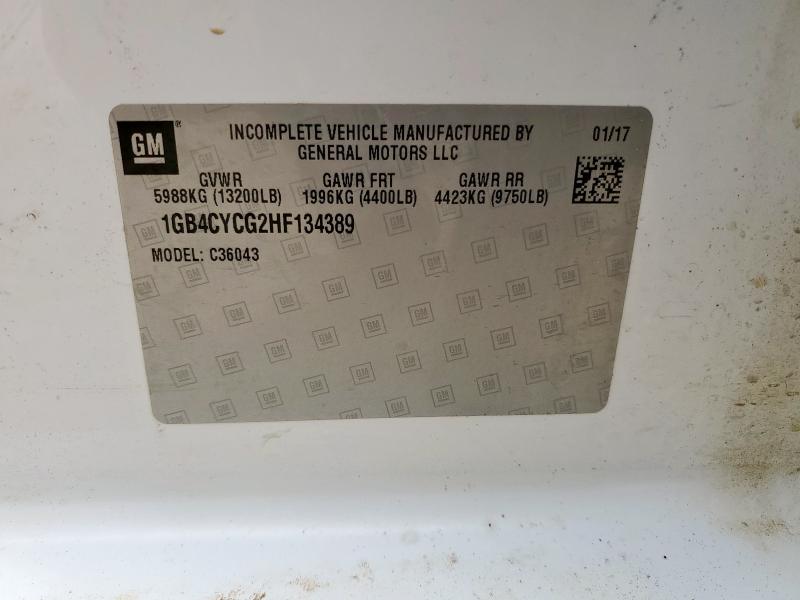 GM ® INCOMPLETE VEHICLE MANUFACTURED BY 01/17
GENERAL MOTORS LLC
GVWR GAWR FRT GAWR RR
5988KG (13200LB) 1996KG (4400LB) 4423KG (9750LB)
1GB4CYCG2HF134389
MODEL: C36043